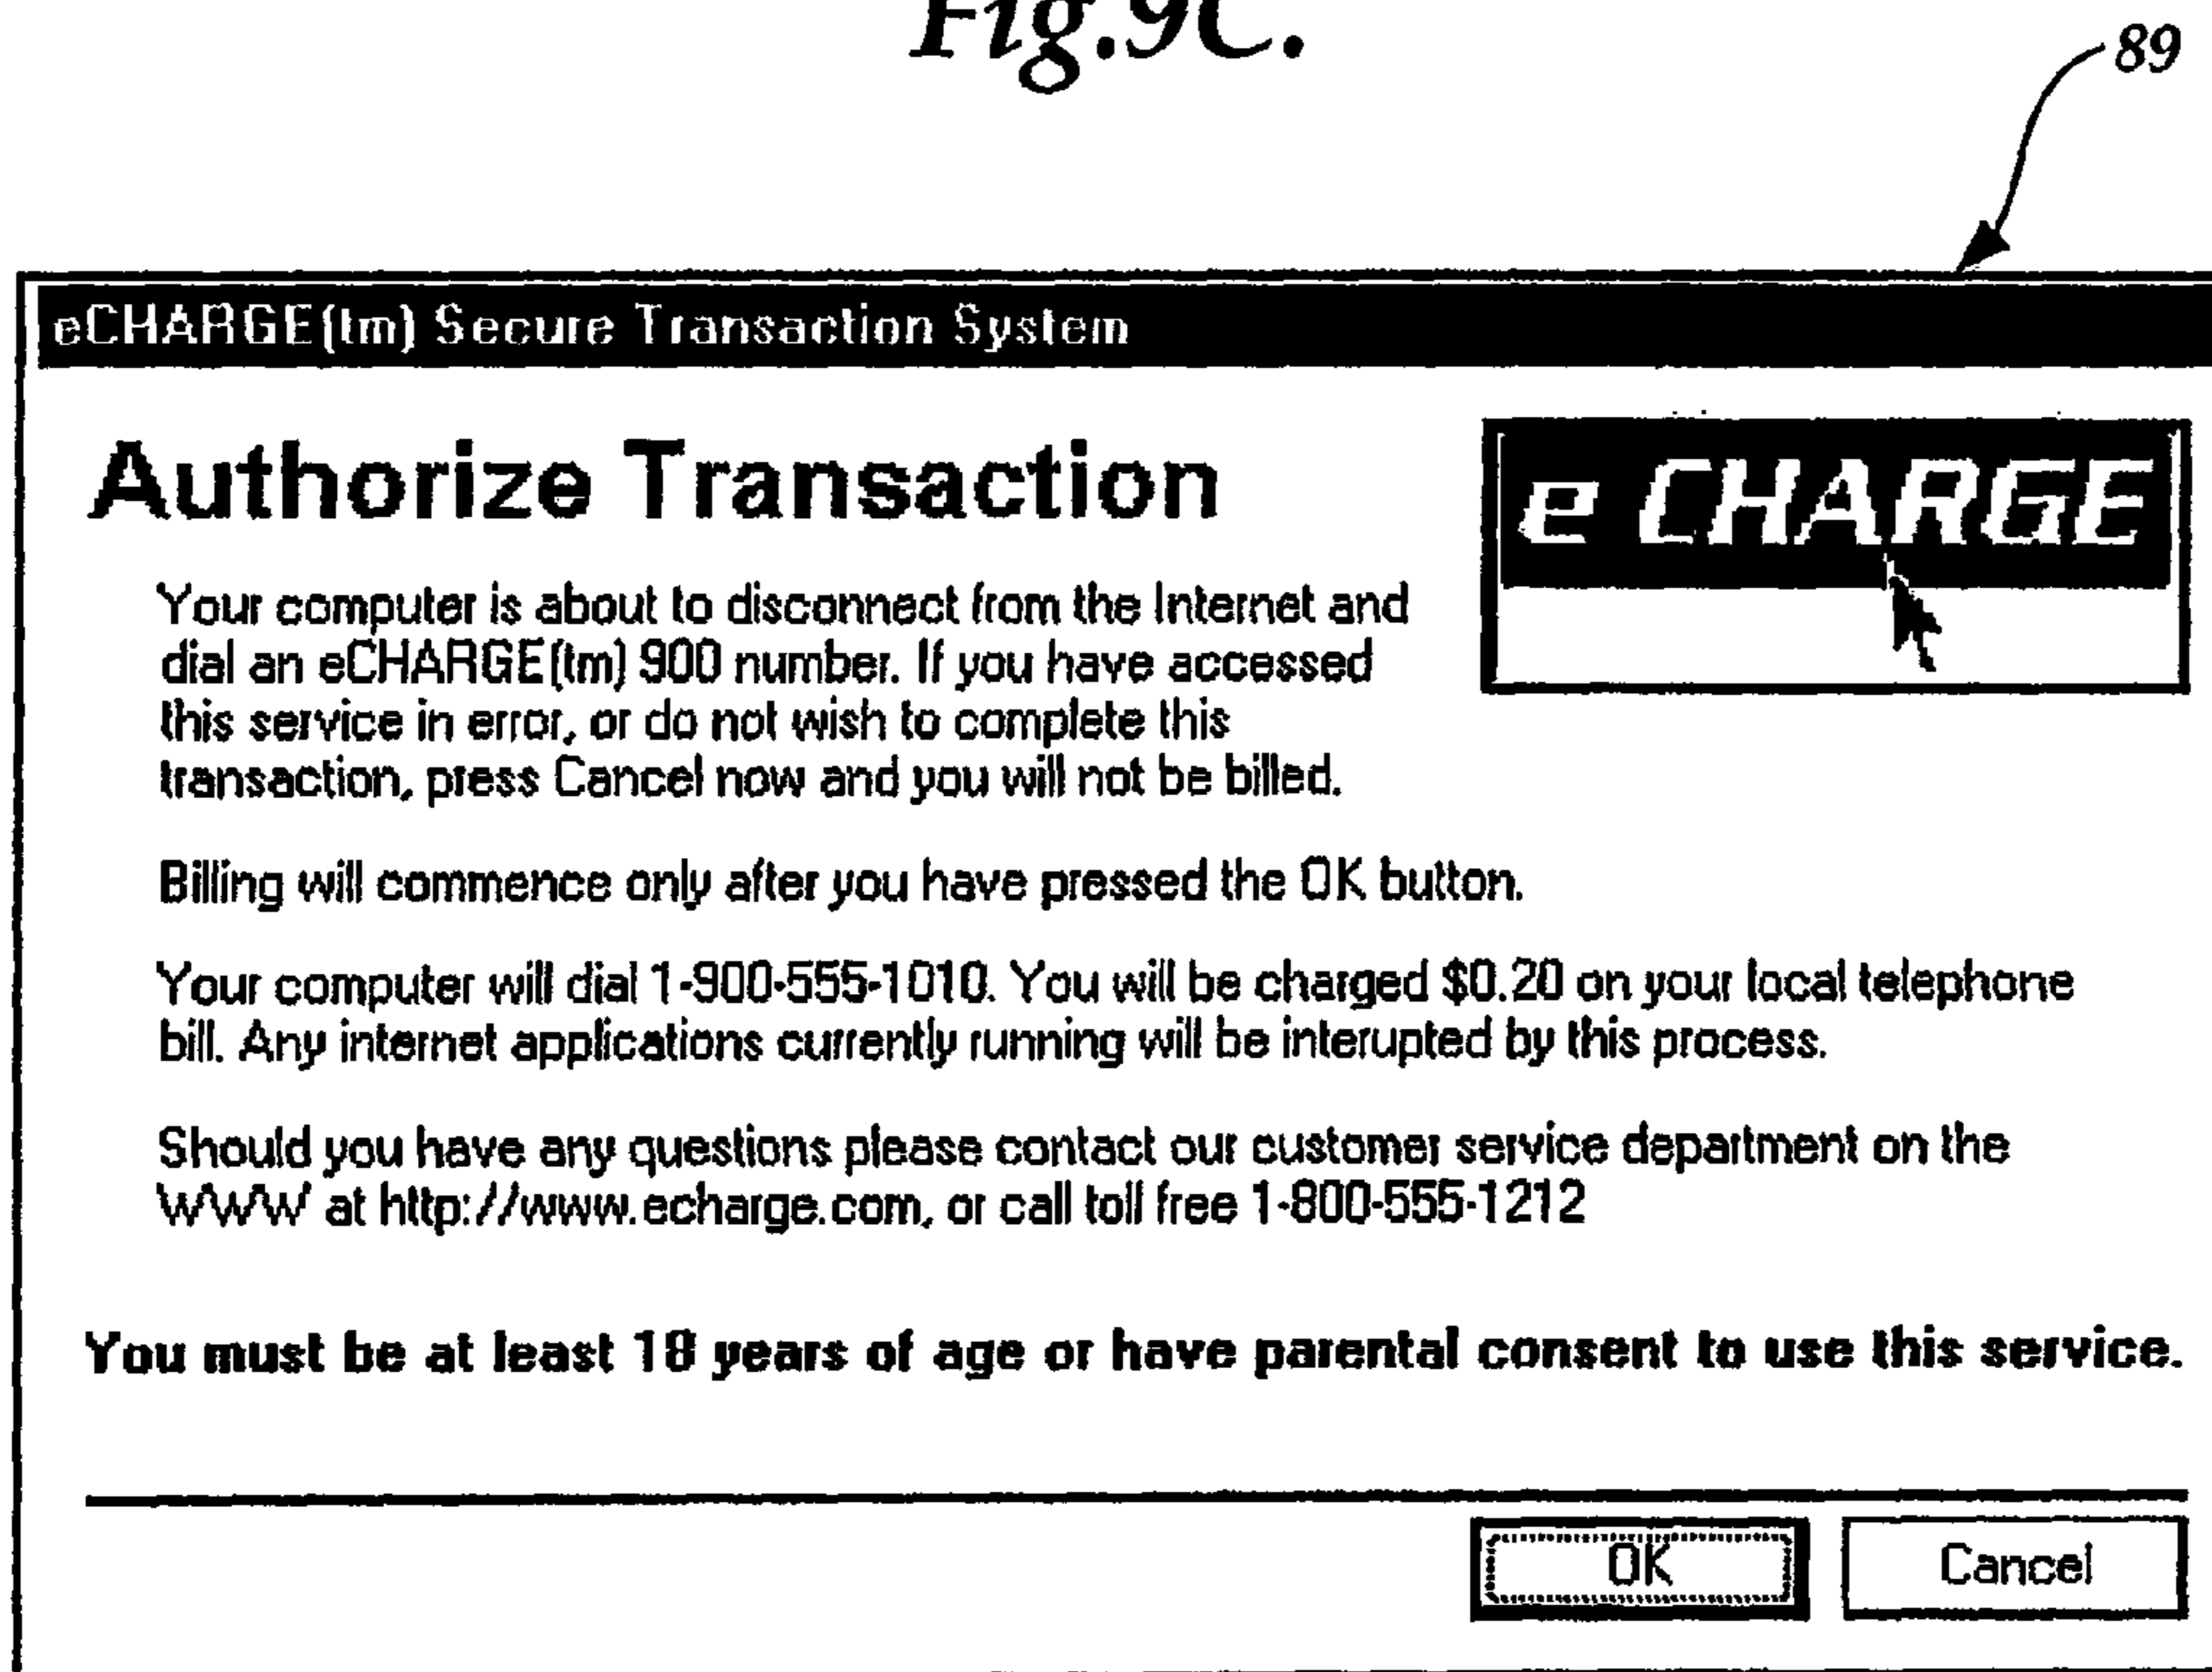 Fig.9C.
89
eCHARGE(tm) Secure Transaction System
Authorize Transaction
e CHARGE
Your computer is about to disconnect from the Internet and
dial an eCHARGE(tm) 900 number. If you have accessed
this service in error, or do not wish to complete this
transaction, press Cancel now and you will not be billed.
Billing will commence only after you have pressed the OK button.
Your computer will dial 1-900-555-1010. You will be charged $0.20 on your local telephone
bill. Any internet applications currently running will be interupted by this process.
Should you have any questions please contact our customer service department on the
WWW at http://www.echarge.com, or call toll free 1-800-555-1212
You must be at least 18 years of age or have parental consent to use this service.
OK
Cancel